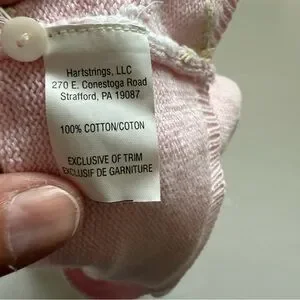 Hartstrings, LLC
270 E. Conestoga Road
Strafford, PA 19087
100% COTTON/COTON
EXCLUSIVE OF TRIM
EXCLUSIF DE GARNITURE